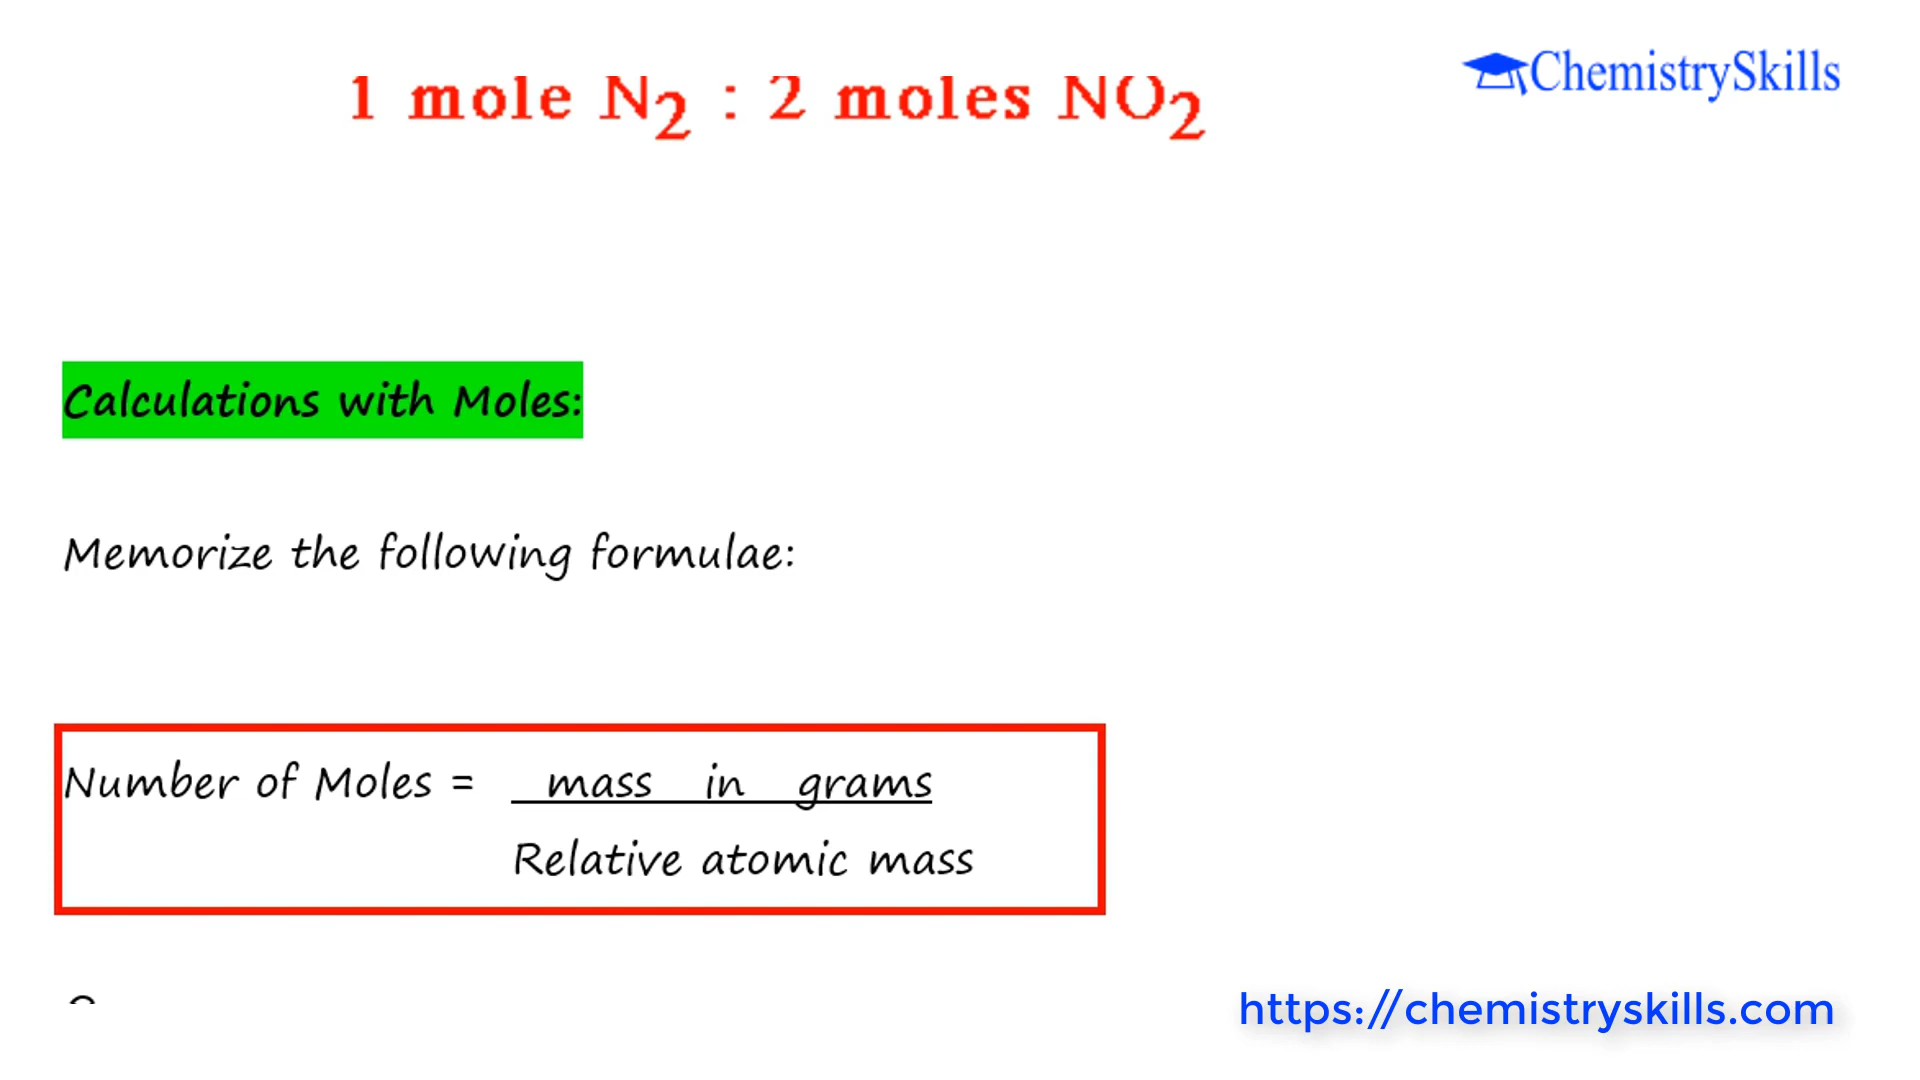 ChemistrySkills
1 mole N₂ : 2 moles NO₂
Calculations with Moles:
Memorize the following formulae:
Number of Moles = mass in grams
Relative atomic mass
https://chemistryskills.com